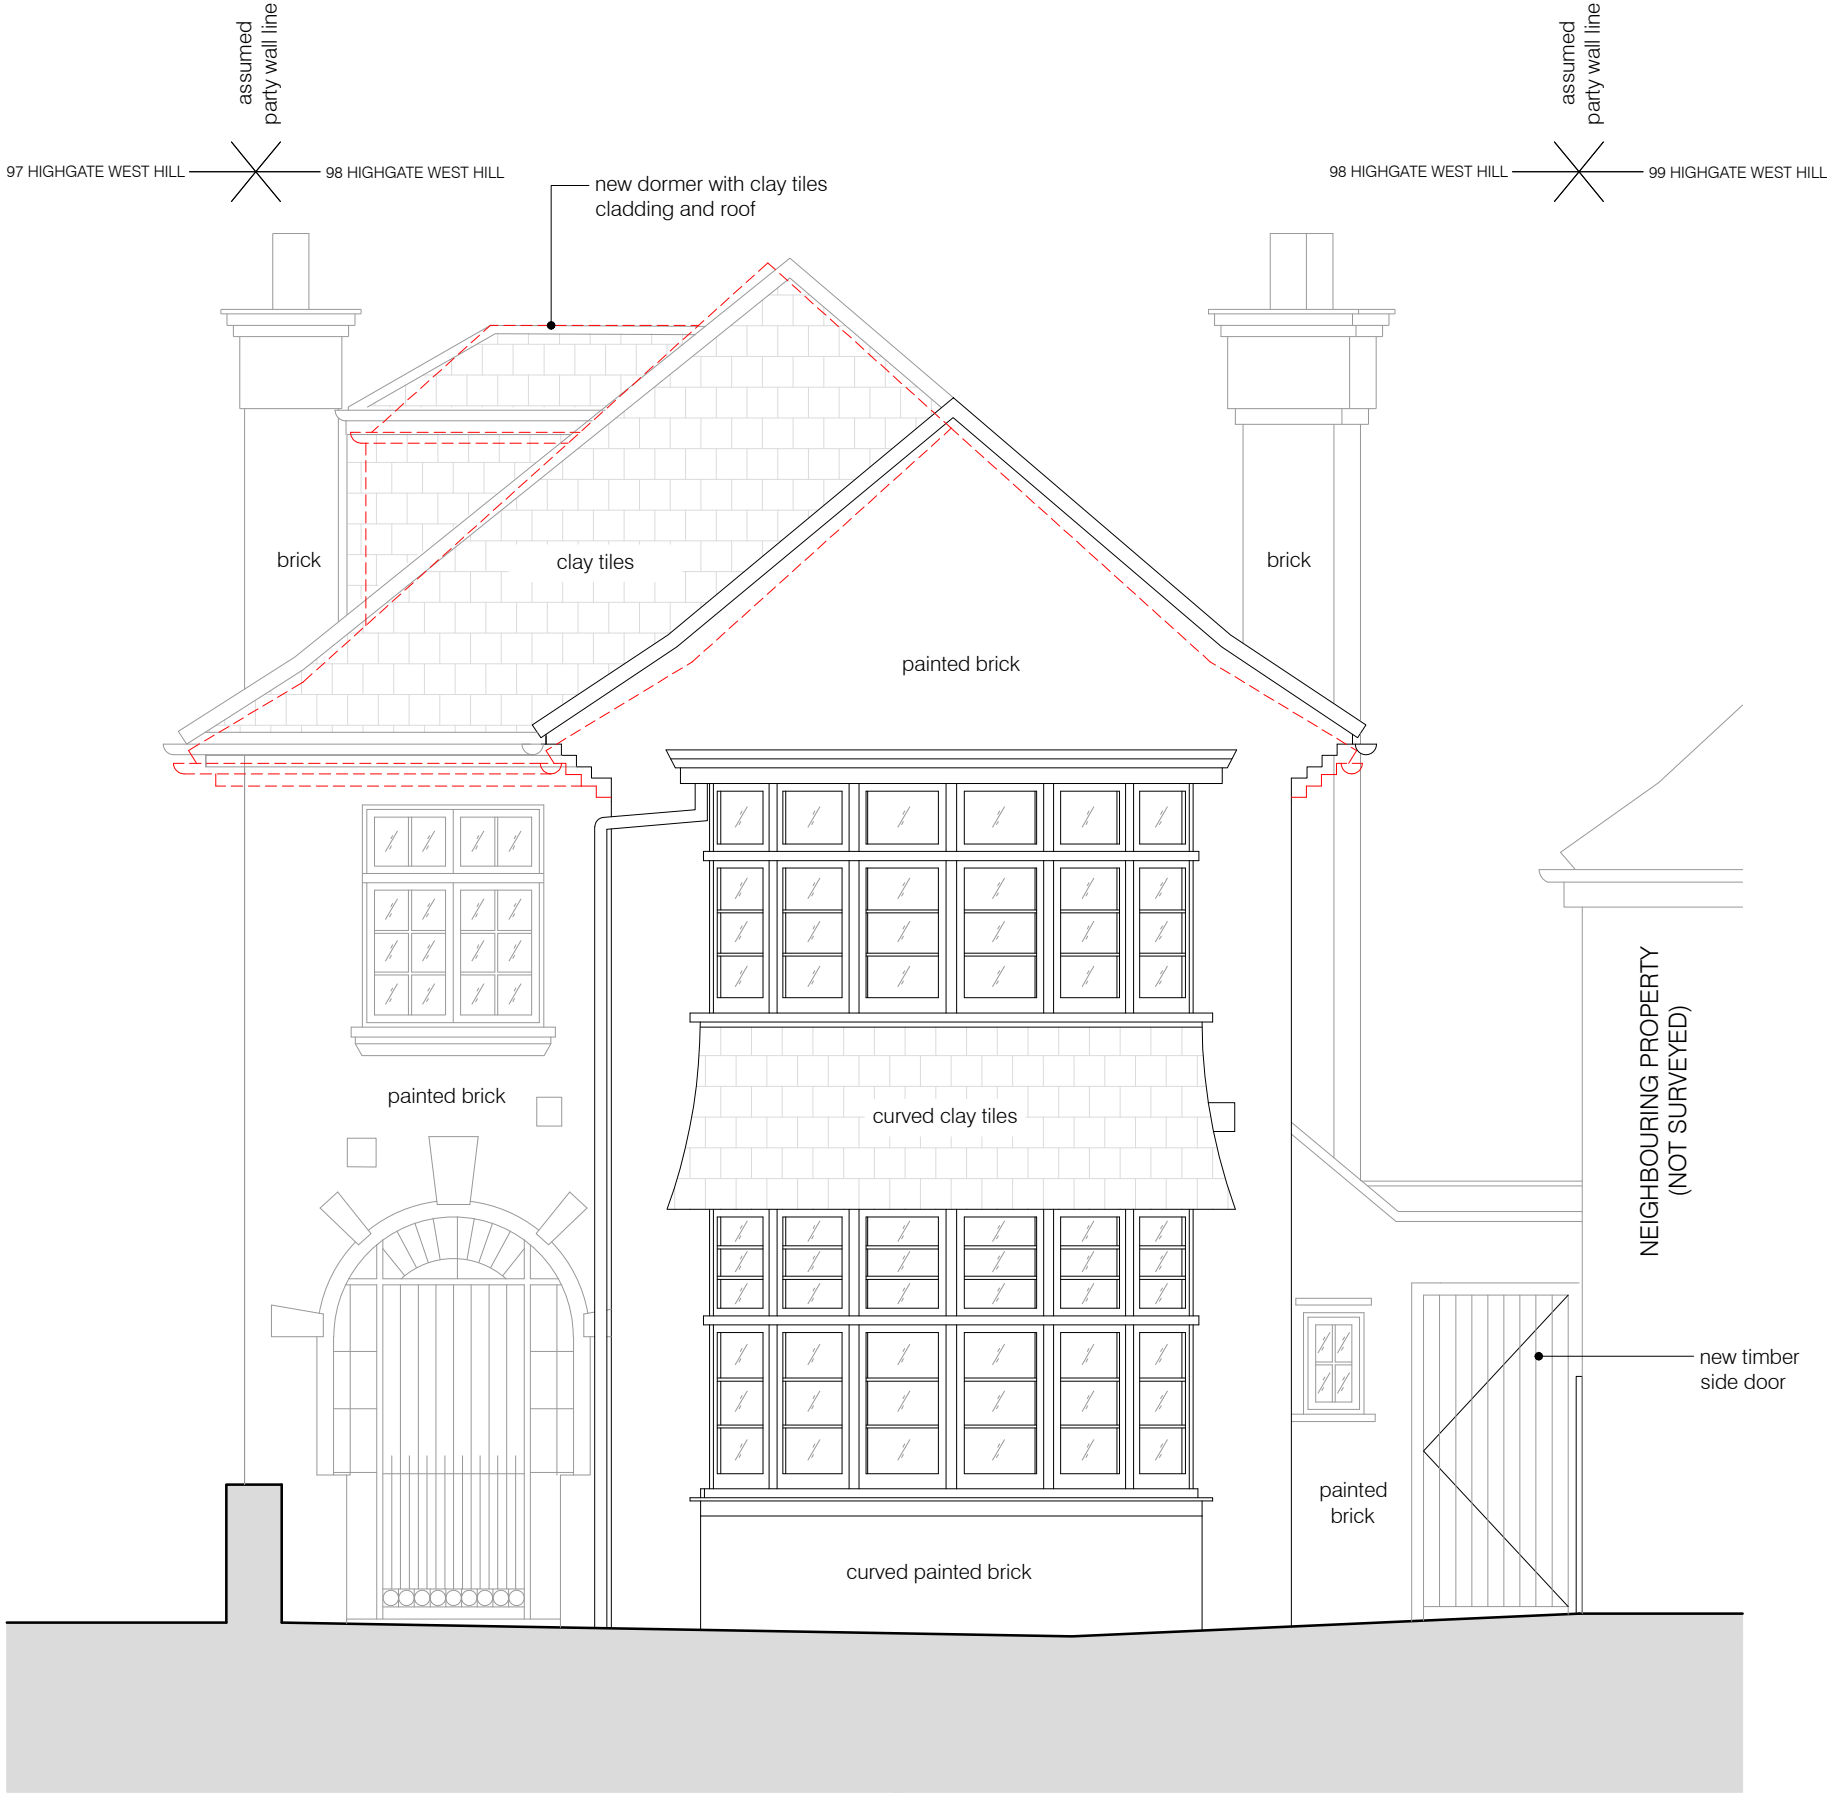 assumed
party wall line
assumed
party wall line
97 HIGHGATE WEST HILL
98 HIGHGATE WEST HILL
98 HIGHGATE WEST HILL
99 HIGHGATE WEST HILL
new dormer with clay tiles
cladding and roof
brick
clay tiles
brick
painted brick
NEIGHBOURING PROPERTY
(NOT SURVEYED)
painted brick
curved clay tiles
new timber
side door
painted
brick
curved painted brick